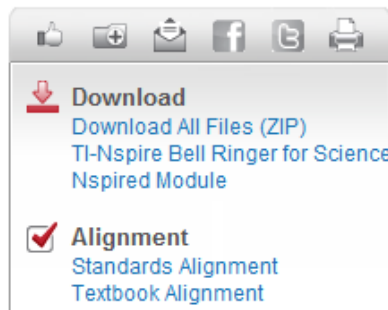 Download
Download All Files (ZIP)
TI-Nspire Bell Ringer for Science
Nspired Module
Alignment
Standards Alignment
Textbook Alignment